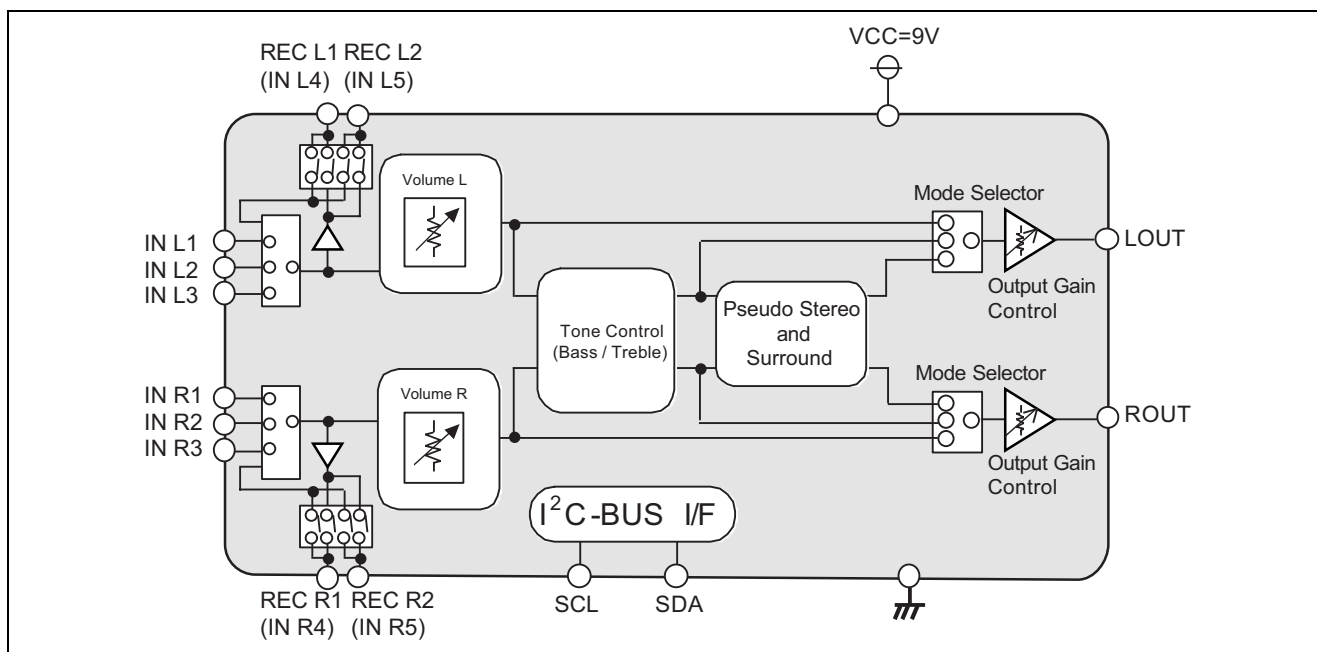 REC L1 REC L2
(IN L4) (IN L5)
VCC=9V
Volume L
Mode Selector
IN L1
IN L2
IN L3
LOUT
Output Gain
Control
Tone Control
(Bass / Treble)
Pseudo Stereo
and
Surround
Volume R
Mode Selector
IN R1
IN R2
IN R3
ROUT
Output Gain
Control
I²C-BUS I/F
REC R1 REC R2
(IN R4) (IN R5)
SCL
SDA